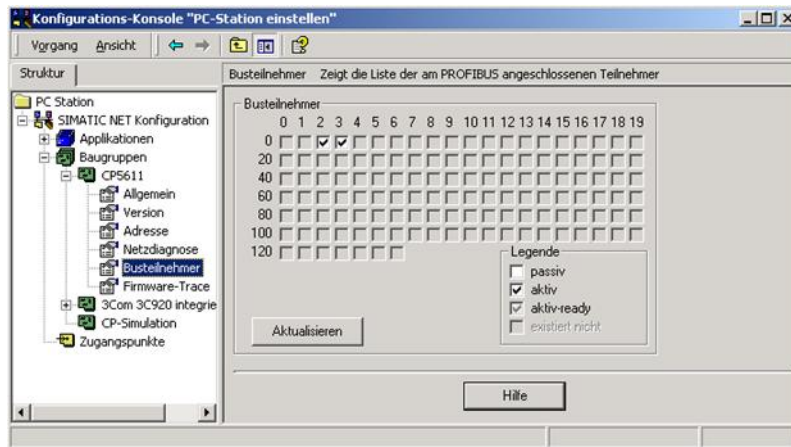 Konfigurations-Konsole "PC-Station einstellen"
Vorgang Ansicht
Struktur
Busteilnehmer Zeigt die Liste der am PROFIBUS angeschlossenen Teilnehmer
PC Station
SIMATIC NET Konfiguration
Applikationen
Baugruppen
CP5611
Allgemein
Version
Adresse
Netzdiagnose
Busteilnehmer
Firmware-Trace
3Com 3C920 integrie
CP-Simulation
Zugangspunkte
Busteilnehmer
0 1 2 3 4 5 6 7 8 9 10 11 12 13 14 15 16 17 18 19
0
20
40
60
80
100
120
Legende
passiv
aktiv
aktiv-ready
existiert nicht
Aktualisieren
Hilfe